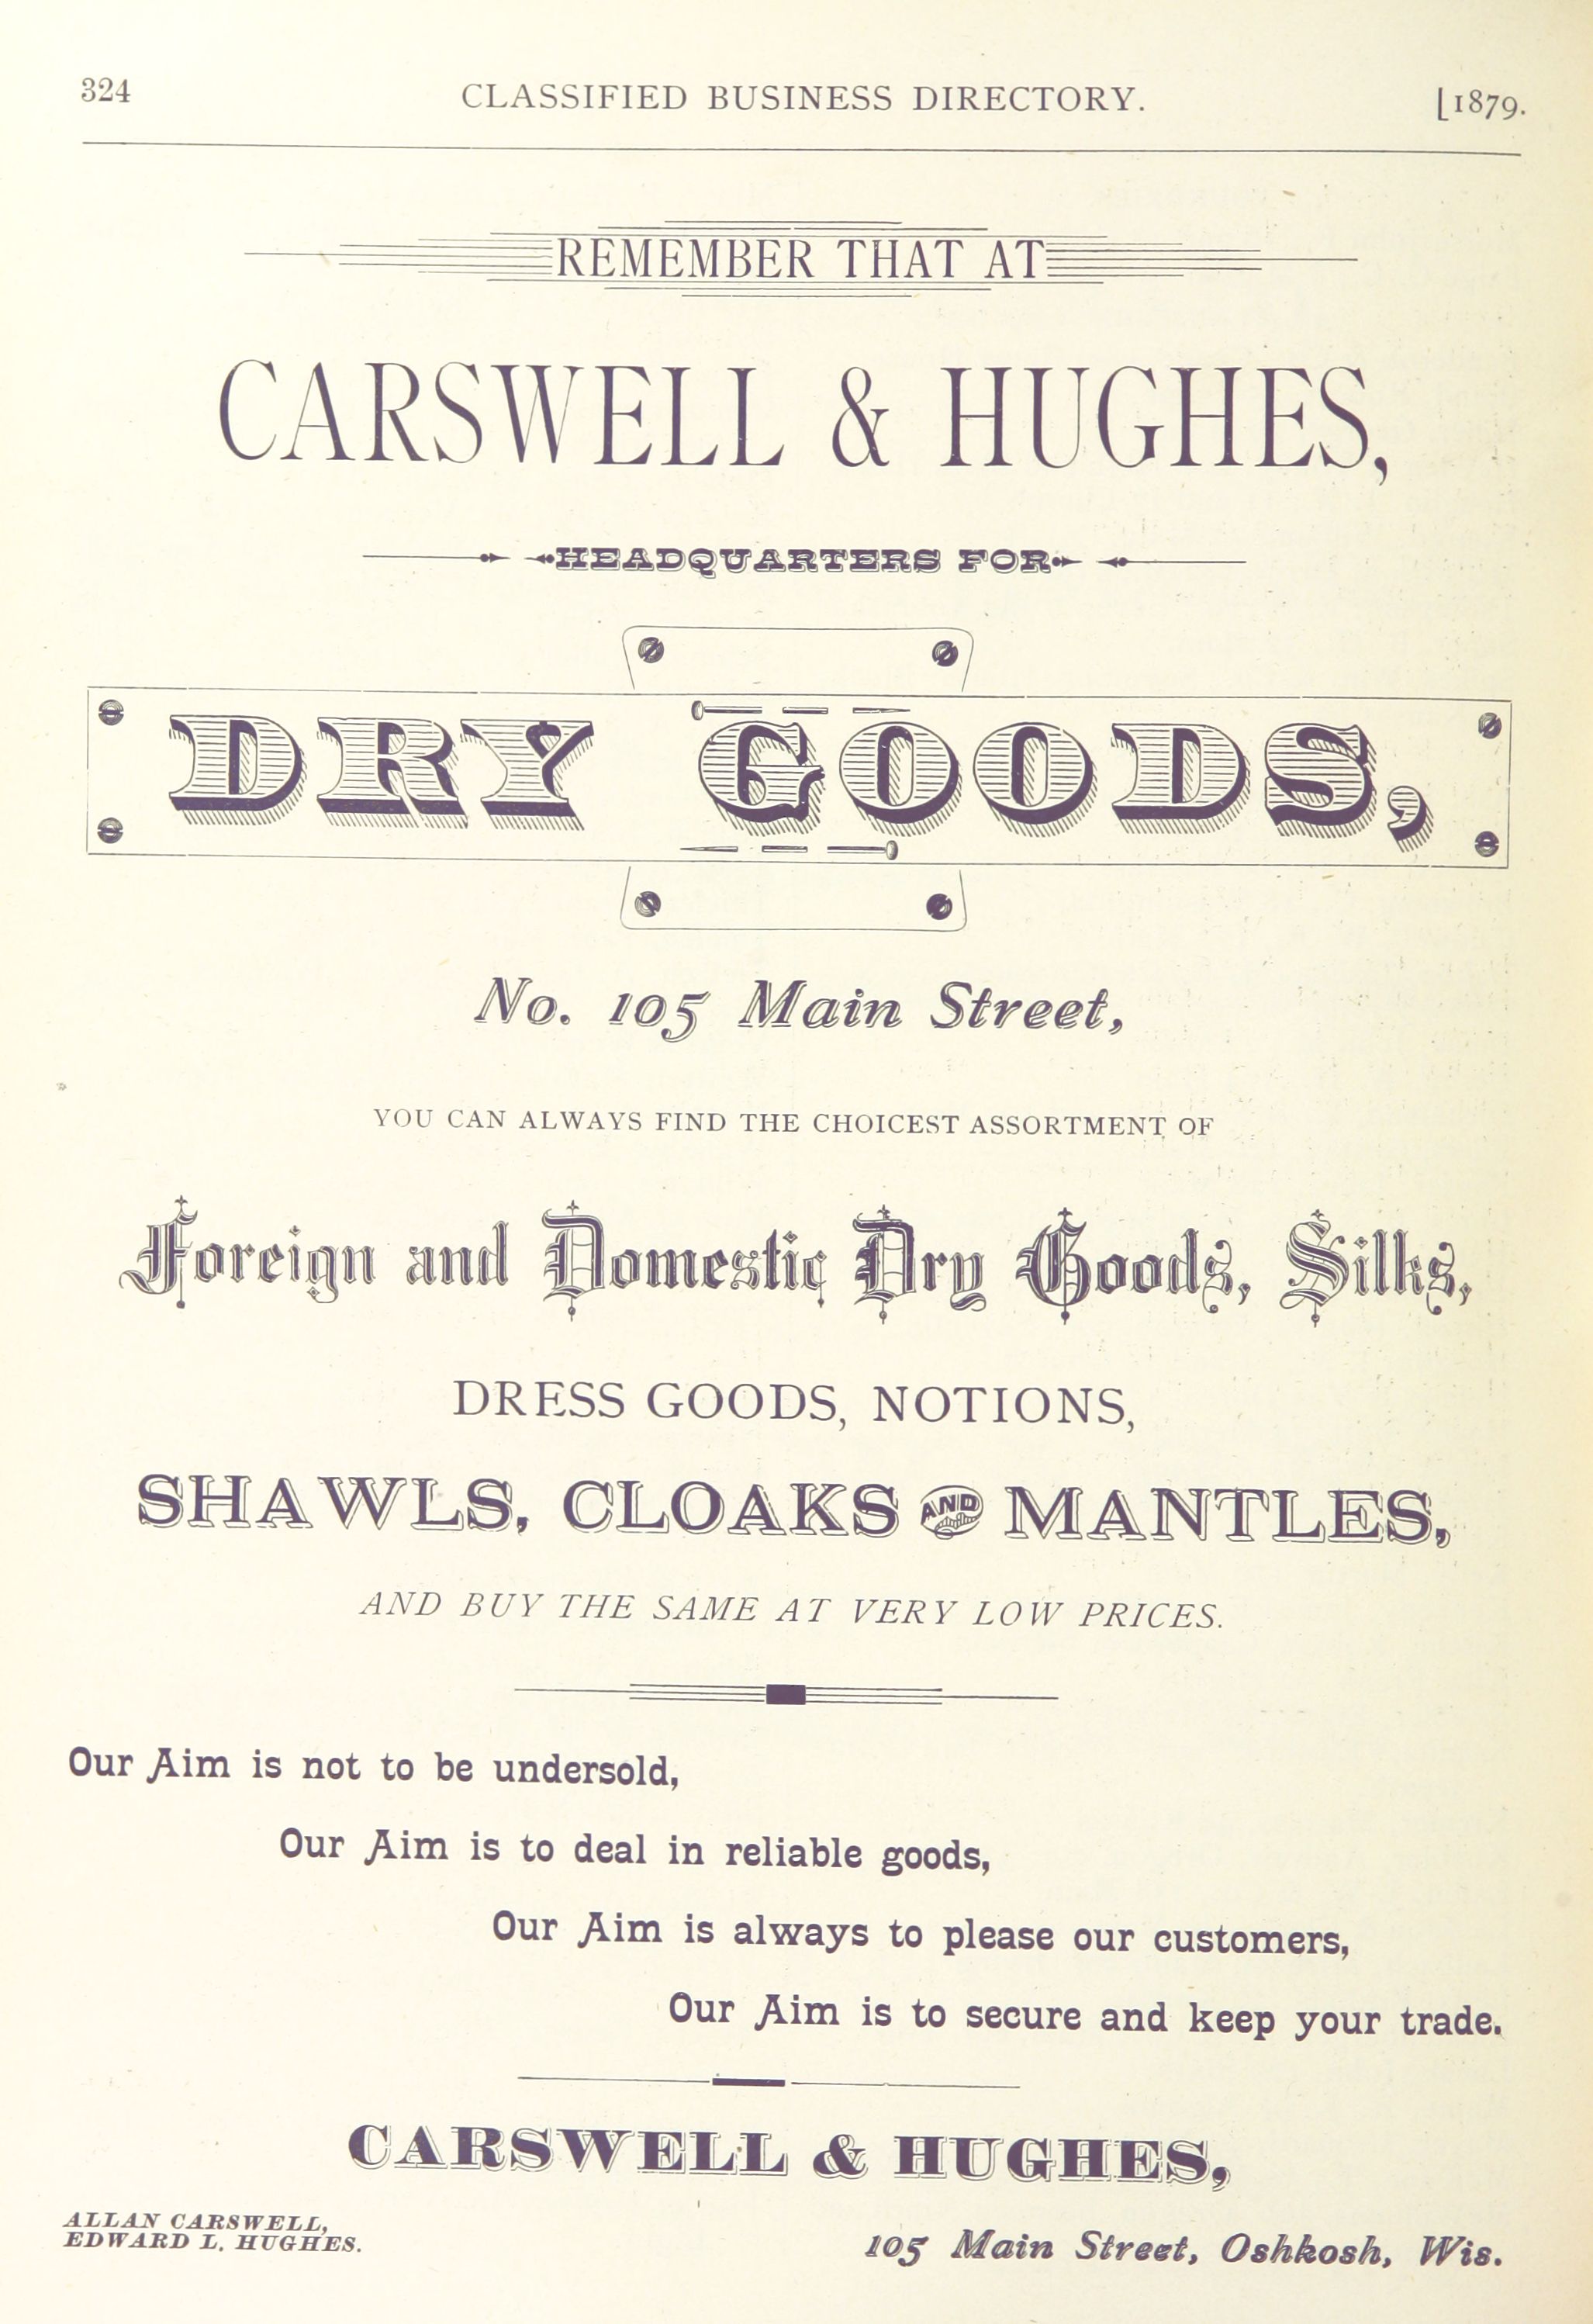 324
CLASSIFIED BUSINESS DIRECTORY.
[1879.
REMEMBER THAT AT
CARSWELL & HUGHES,
HEADQUARTERS FOR
DRY GOODS,
No. 105 Main Street,
YOU CAN ALWAYS FIND THE CHOICEST ASSORTMENT OF
Foreign and Domestic Dry Goods, Silks,
DRESS GOODS, NOTIONS,
SHAWLS, CLOAKS AND MANTLES,
AND BUY THE SAME AT VERY LOW PRICES.
Our Aim is not to be undersold,
Our Aim is to deal in reliable goods,
Our Aim is always to please our customers,
Our Aim is to secure and keep your trade.
CARSWELL & HUGHES,
ALLAN CARSWELL,
EDWARD L. HUGHES.
105 Main Street, Oshkosh, Wis.